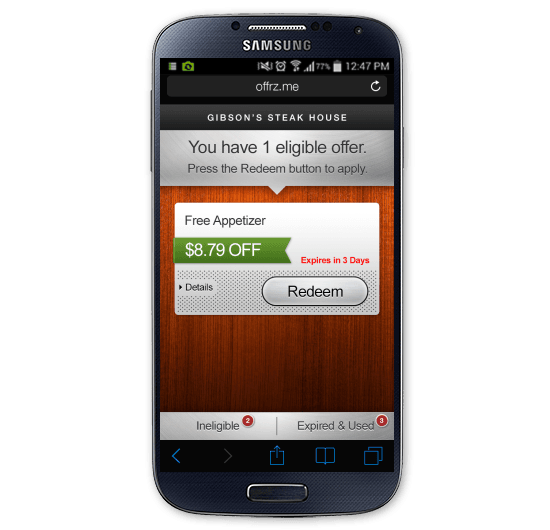 SAMSUNG
77% 12:47 PM
offrz.me
GIBSON'S STEAK HOUSE
You have 1 eligible offer.
Press the Redeem button to apply.
Free Appetizer
$8.79 OFF
Expires in 3 Days
Details
Redeem
Ineligible 2 Expired & Used 3